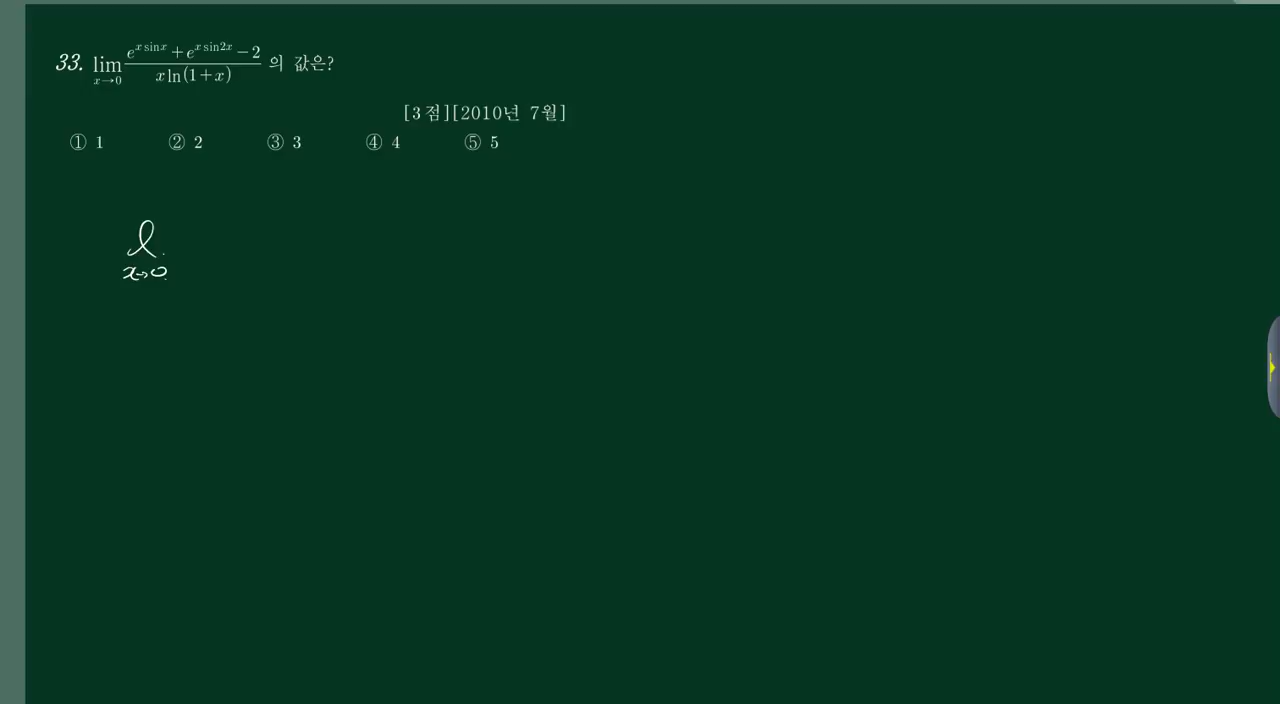 33. lim_{x→0} \frac{e^{x sin x} + e^{x sin 2x} - 2}{x ln(1+x)} 의 값은?
[3점][2010년 7월]
① 1 ② 2 ③ 3 ④ 4 ⑤ 5
l
x→0